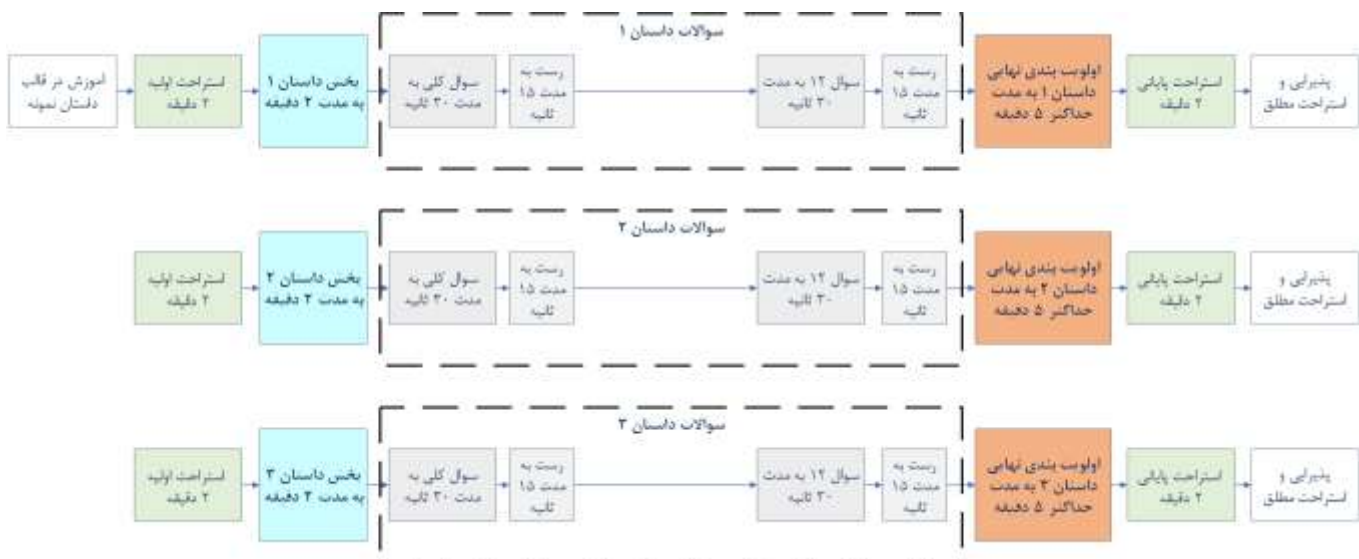 سوالات داستان ۱
آموزش در قالب
داستان نمونه
استراحت اولیه
۲ دقیقه
پخش داستان ۱
به مدت ۲ دقیقه
سوال کلی به
مدت ۳۰ ثانیه
رست به
مدت ۱۵
ثانیه
سوال ۱۲ به مدت
۳۰ ثانیه
رست به
مدت ۱۵
ثانیه
اولویت بندی نهایی
داستان ۱ به مدت
حداکثر ۵ دقیقه
استراحت پایانی
۲ دقیقه
پذیرایی و
استراحت مطلق
سوالات داستان ۲
استراحت اولیه
۲ دقیقه
پخش داستان ۲
به مدت ۲ دقیقه
سوال کلی به
مدت ۳۰ ثانیه
رست به
مدت ۱۵
ثانیه
سوال ۱۲ به مدت
۳۰ ثانیه
رست به
مدت ۱۵
ثانیه
اولویت بندی نهایی
داستان ۲ به مدت
حداکثر ۵ دقیقه
استراحت پایانی
۲ دقیقه
پذیرایی و
استراحت مطلق
سوالات داستان ۳
استراحت اولیه
۲ دقیقه
پخش داستان ۳
به مدت ۲ دقیقه
سوال کلی به
مدت ۳۰ ثانیه
رست به
مدت ۱۵
ثانیه
سوال ۱۲ به مدت
۳۰ ثانیه
رست به
مدت ۱۵
ثانیه
اولویت بندی نهایی
داستان ۳ به مدت
حداکثر ۵ دقیقه
استراحت پایانی
۲ دقیقه
پذیرایی و
استراحت مطلق